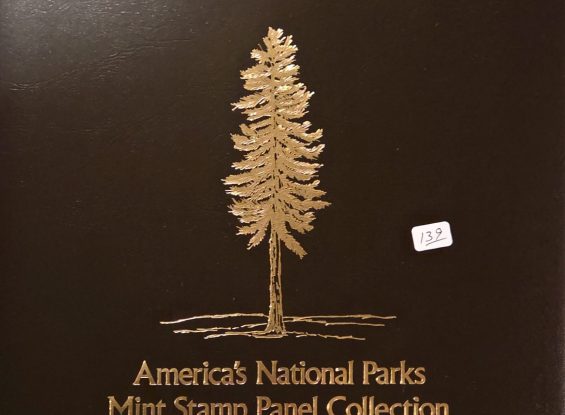 139
America's National Parks
Mint Stamp Panel Collection